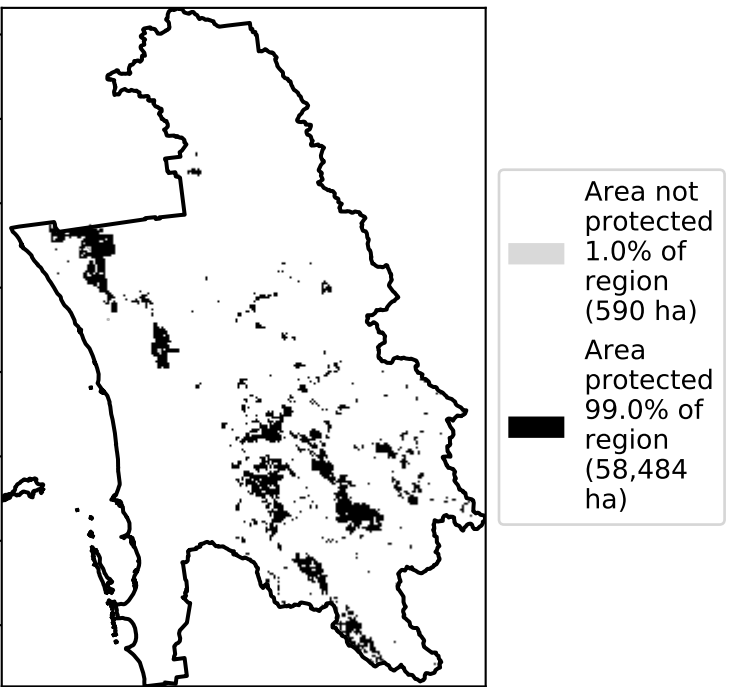 Area not
protected
1.0% of
region
(590 ha)
Area
protected
99.0% of
region
(58,484
ha)